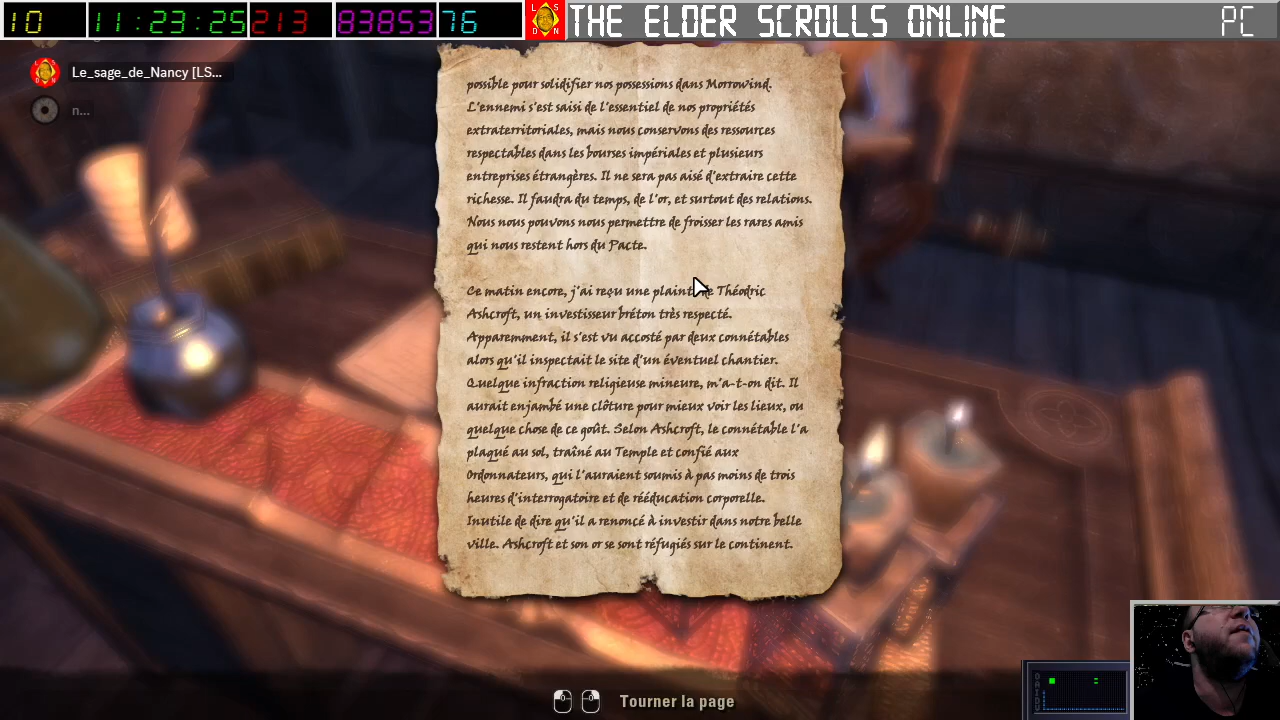 10 11:23:25 213 83853 76 THE ELDER SCROLLS ONLINE PC
L S
D N
Le_sage_de_Nancy [LS...
n...
possible pour solidifier nos possessions dans Morrowind.
L'ennemi s'est saisi de l'essentiel de nos propriétés
extraterritoriales, mais nous conservons des ressources
respectables dans les bourses impériales et plusieurs
entreprises étrangères. Il ne sera pas aisé d'extraire cette
richesse. Il faudra du temps, de l'or, et surtout des relations.
Nous nous pouvons nous permettre de froisser les rares amis
qui nous restent hors du Pacte.
Ce matin encore, j'ai reçu une plainte Théodric
Ashcroft, un investisseur bréton très respecté.
Apparemment, il s'est vu accosté par deux connétables
alors qu'il inspectait le site d'un éventuel chantier.
Quelque infraction religieuse mineure, m'a-t-on dit. Il
aurait enjambé une clôture pour mieux voir les lieux, ou
quelque chose de ce goût. Selon Ashcroft, le connétable l'a
plaqué au sol, traîné au Temple et confié aux
Ordonnateurs, qui l'auraient soumis à pas moins de trois
heures d'interrogatoire et de rééducation corporelle.
Inutile de dire qu'il a renoncé à investir dans notre belle
ville. Ashcroft et son or se sont réfugiés sur le continent.
Tourner la page